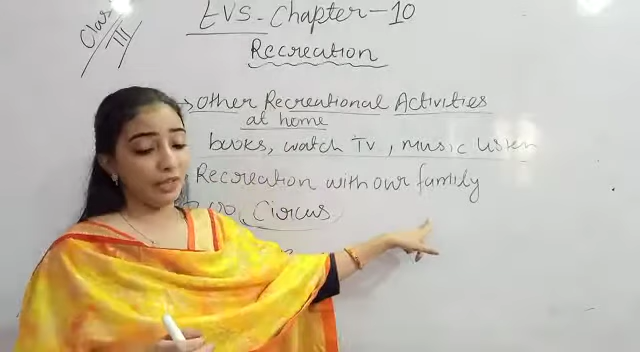 Class III
EVS - Chapter-10
Recreation
→ Other Recreational Activities
at home
books, watch TV, music listen
Recreation with our family
Zoo, Circus